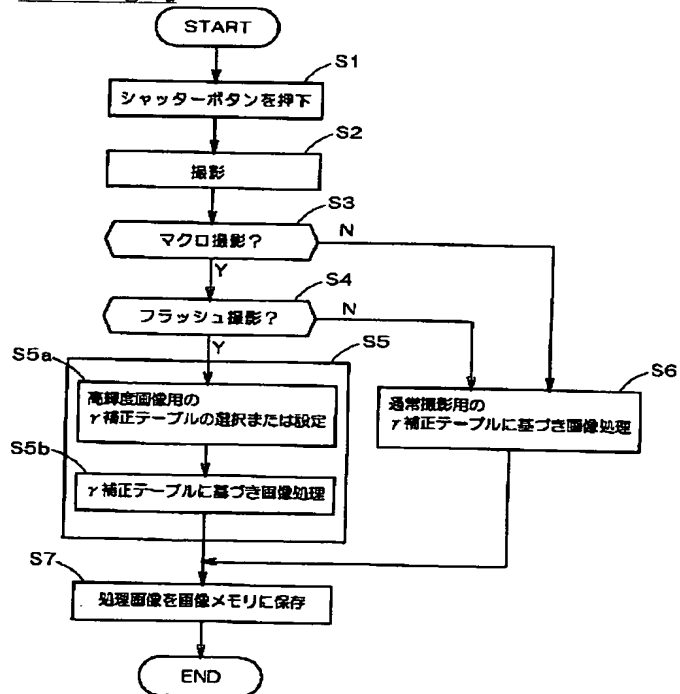 START
S1
シャッターボタンを押下
S2
撮影
S3
マクロ撮影?
N
Y
S4
フラッシュ撮影?
N
Y
S5
S5a
高輝度画像用の
γ補正テーブルの選択または設定
S6
通常撮影用の
γ補正テーブルに基づき画像処理
S5b
γ補正テーブルに基づき画像処理
S7
処理画像を画像メモリに保存
END